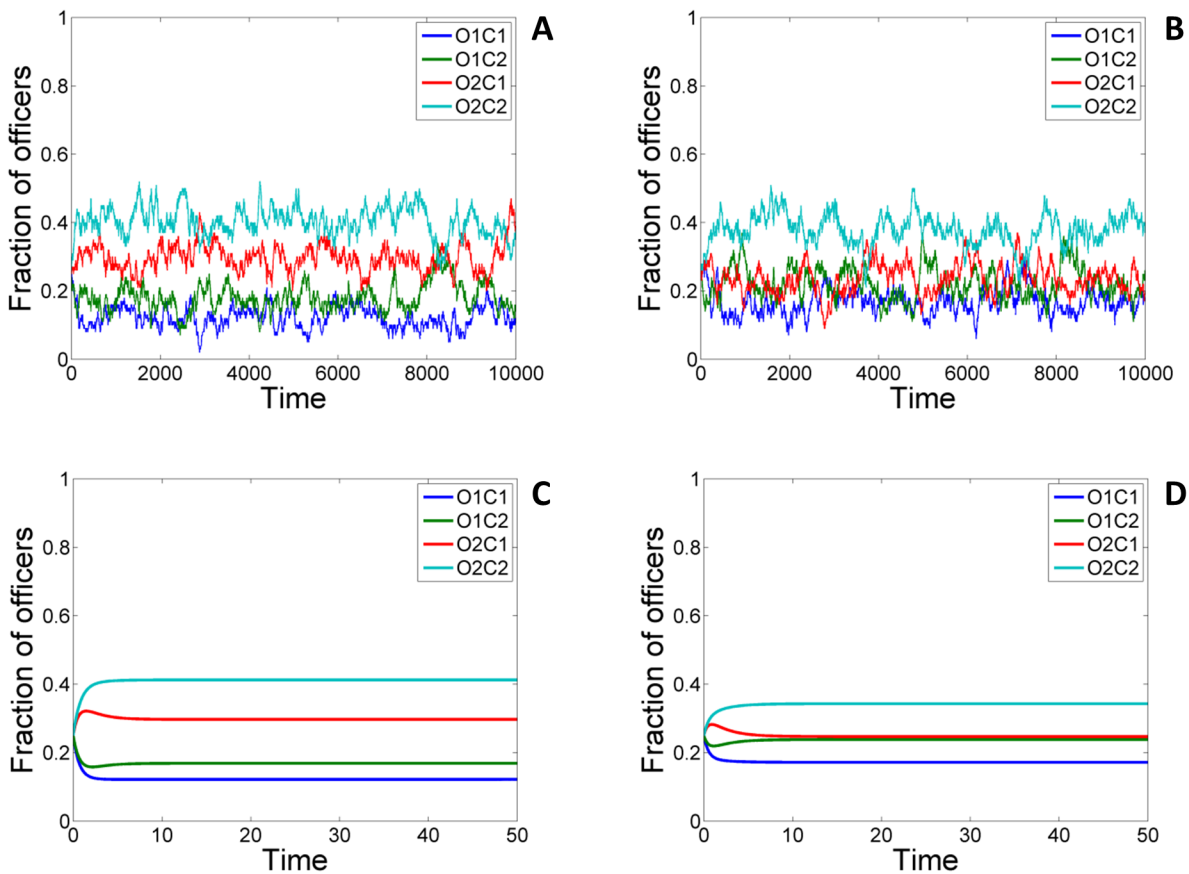 A
1
0.8
0.6
0.4
0.2
0
Fraction of officers
O1C1
O1C2
O2C1
O2C2
0 2000 4000 6000 8000 10000
Time
B
1
0.8
0.6
0.4
0.2
0
Fraction of officers
O1C1
O1C2
O2C1
O2C2
0 2000 4000 6000 8000 10000
Time
C
1
0.8
0.6
0.4
0.2
0
Fraction of officers
O1C1
O1C2
O2C1
O2C2
0 10 20 30 40 50
Time
D
1
0.8
0.6
0.4
0.2
0
Fraction of officers
O1C1
O1C2
O2C1
O2C2
0 10 20 30 40 50
Time